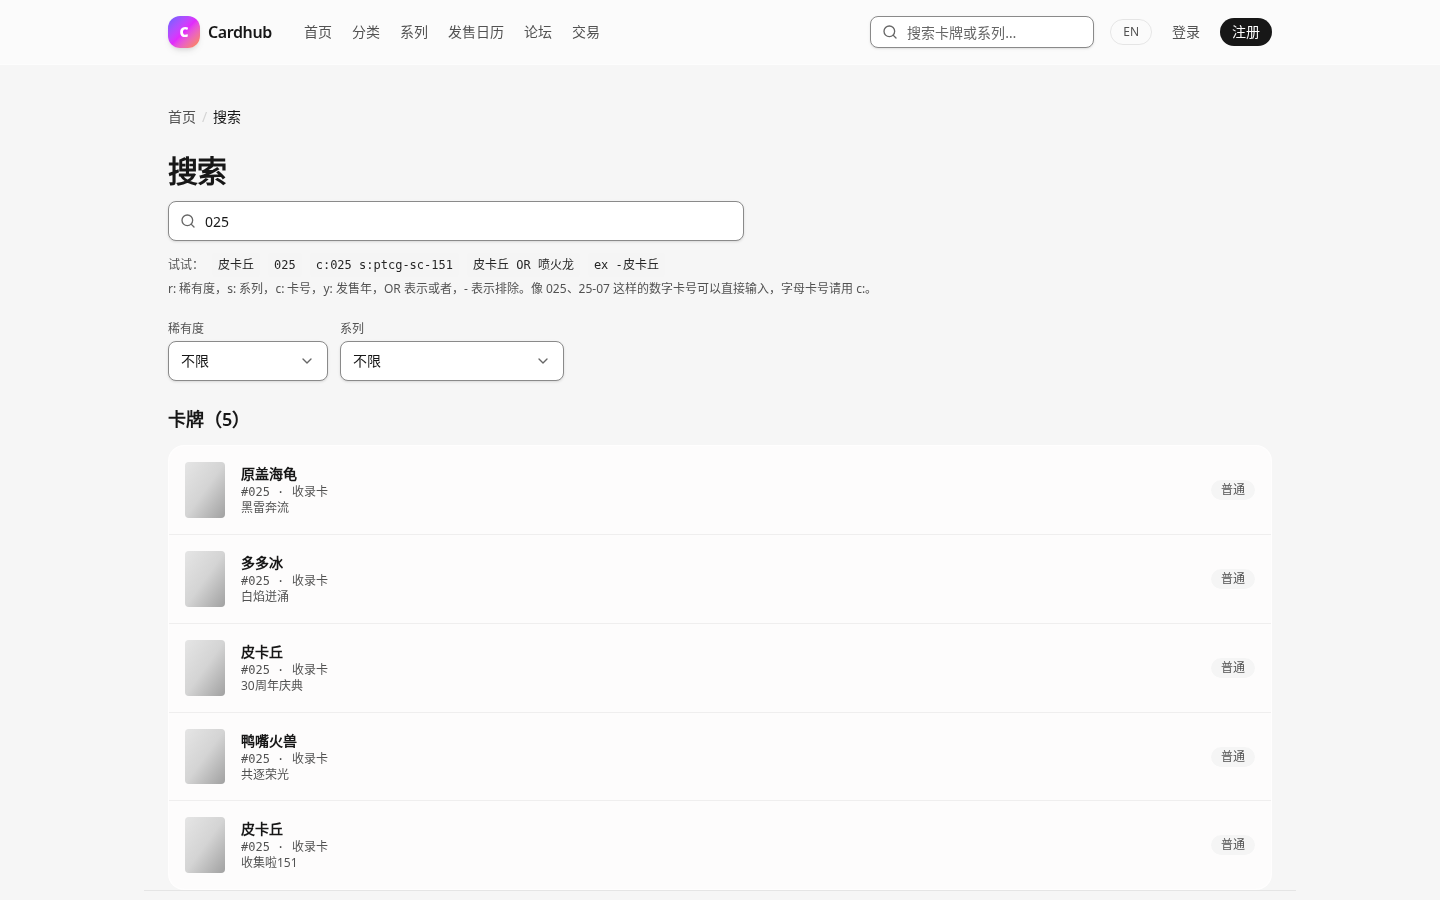 C Cardhub 首页 分类 系列 发售日历 论坛 交易 搜索卡牌或系列... EN 登录 注册
首页 / 搜索
搜索
025
试试： 皮卡丘 025 c:025 s:ptcg-sc-151 皮卡丘 OR 喷火龙 ex -皮卡丘
r: 稀有度，s: 系列，c: 卡号，y: 发售年，OR 表示或者，- 表示排除。像 025、25-07 这样的数字卡号可以直接输入，字母卡号请用 c:。
稀有度 系列
不限 不限
卡牌（5）
原盖海龟
#025 · 收录卡
黑雷奔流
普通
多多冰
#025 · 收录卡
白焰迸涌
普通
皮卡丘
#025 · 收录卡
30周年庆典
普通
鸭嘴火兽
#025 · 收录卡
共逐荣光
普通
皮卡丘
#025 · 收录卡
收集啦151
普通